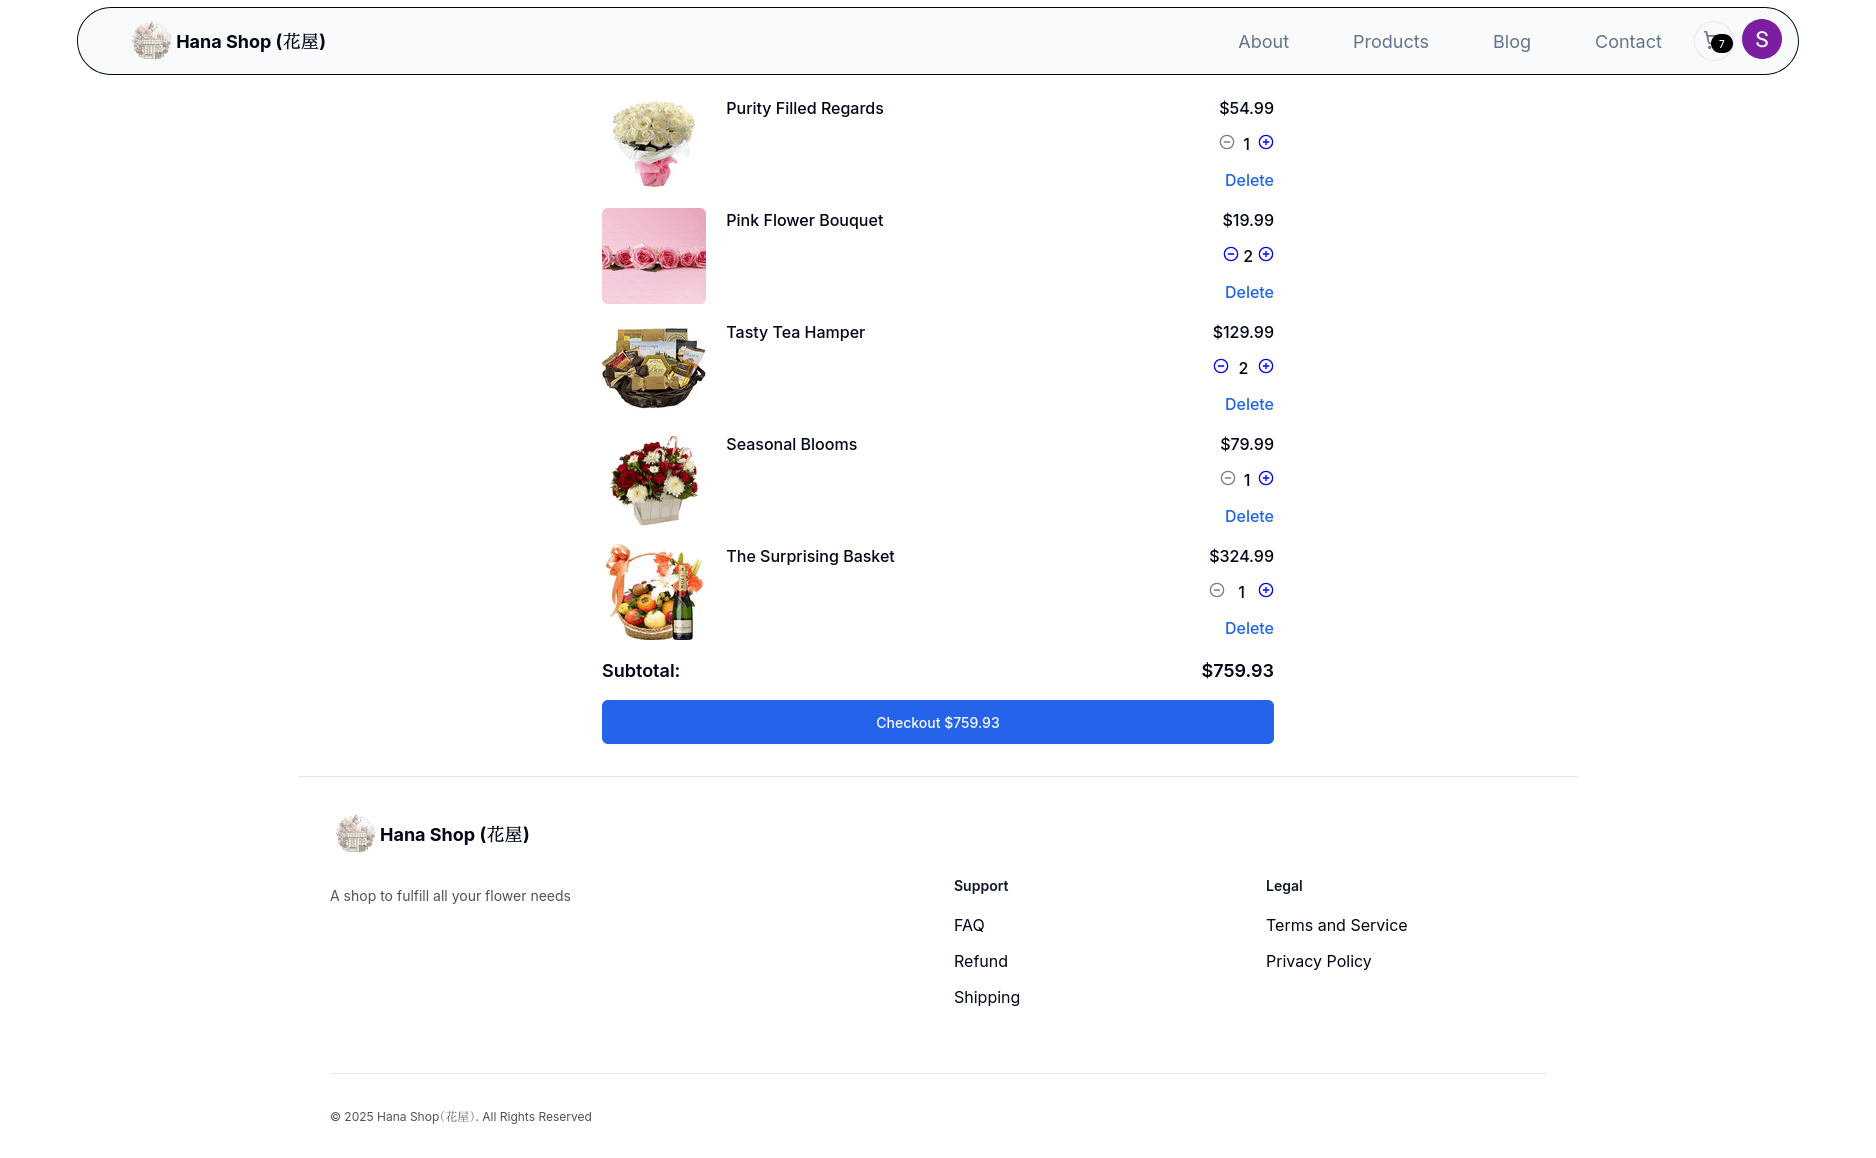 Hana Shop (花屋)
About
Products
Blog
Contact
7
S
Purity Filled Regards
$54.99
1
Delete
Pink Flower Bouquet
$19.99
2
Delete
Tasty Tea Hamper
$129.99
2
Delete
Seasonal Blooms
$79.99
1
Delete
The Surprising Basket
$324.99
1
Delete
Subtotal:
$759.93
Checkout $759.93
Hana Shop (花屋)
A shop to fulfill all your flower needs
Support
FAQ
Refund
Shipping
Legal
Terms and Service
Privacy Policy
© 2025 Hana Shop(花屋). All Rights Reserved